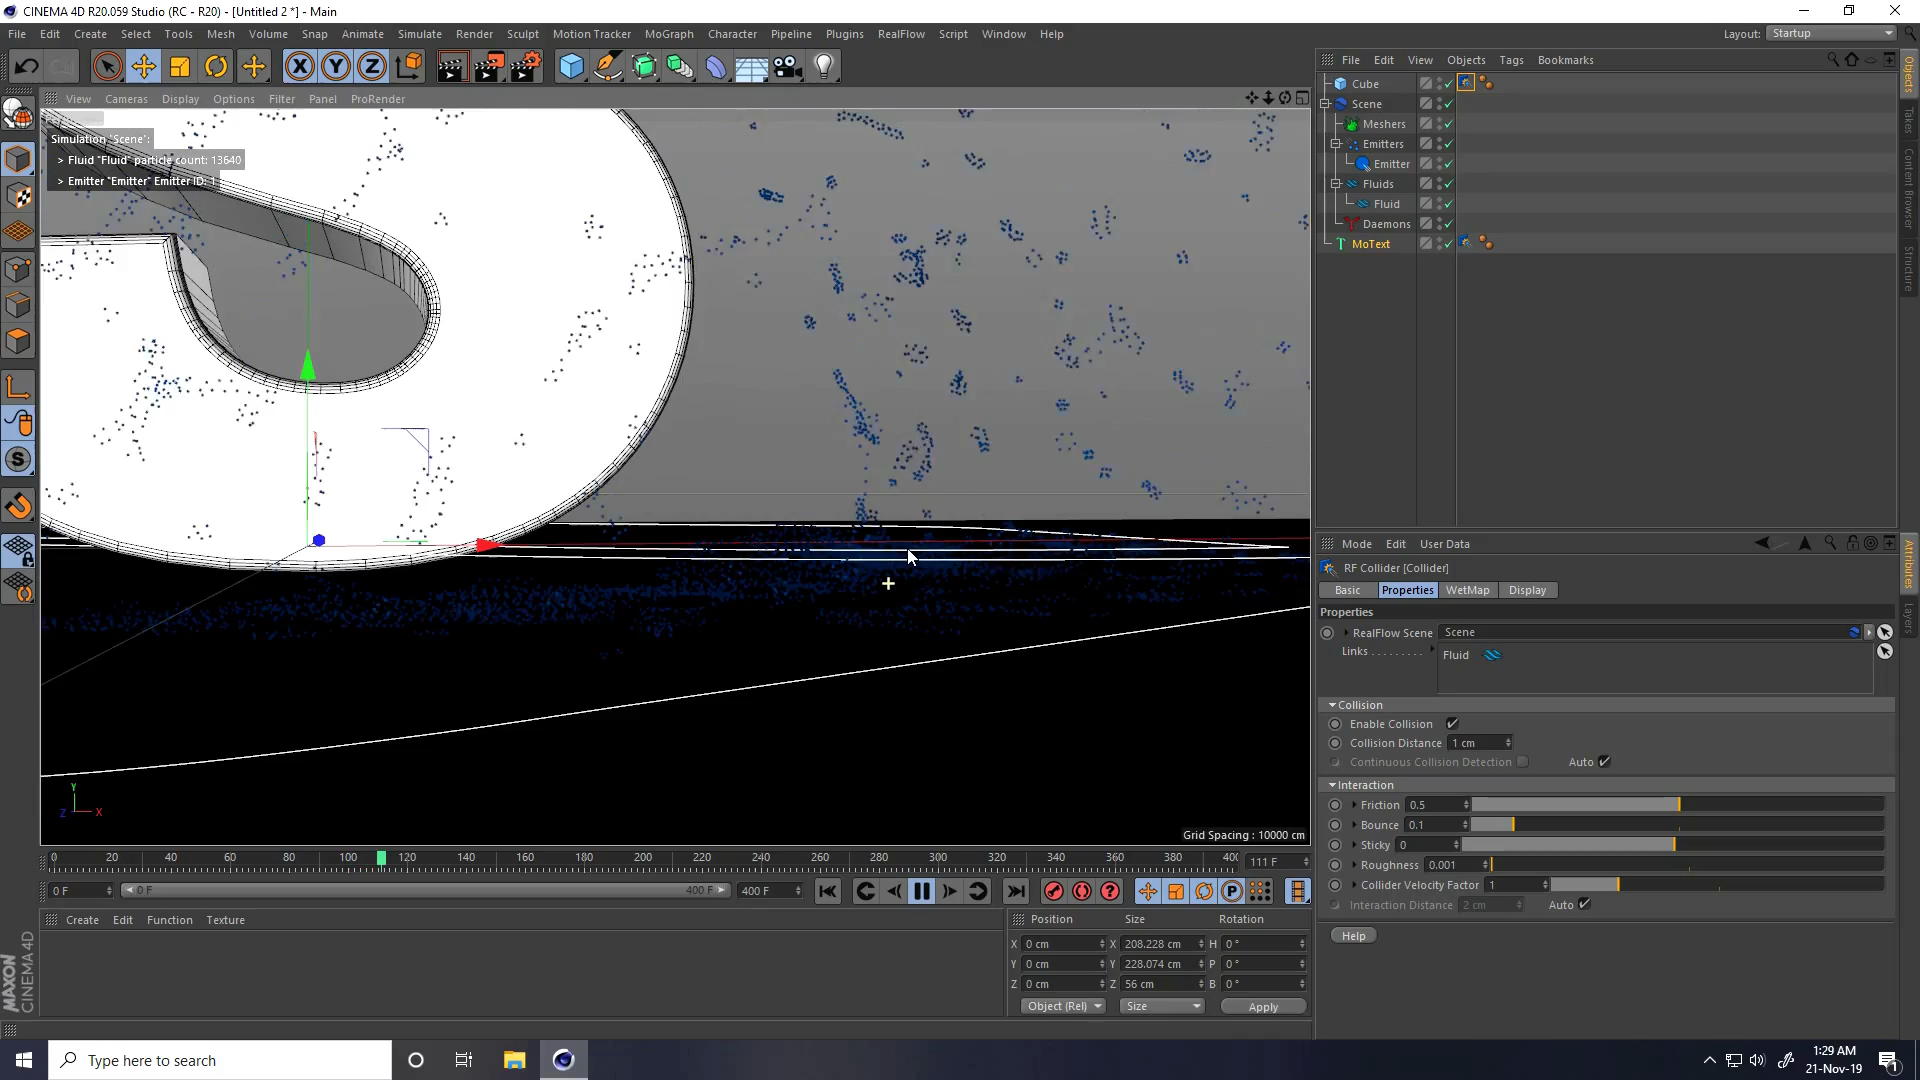 CINEMA 4D R20.059 Studio (RC - R20) - [Untitled 2 *] - Main
File Edit Create Select Tools Mesh Volume Snap Animate Simulate Render Sculpt Motion Tracker MoGraph Character Pipeline Plugins RealFlow Script Window Help
Layout: Startup
File Edit View Objects Tags Bookmarks
View Cameras Display Options Filter Panel ProRender
Simulation "Scene":
> Fluid "Fluid" particle count: 13640
> Emitter "Emitter" Emitter ID: 1
Cube
Scene
Meshers
Emitters
Emitter
Fluids
Fluid
Daemons
MoText
Objects
Takes
Content Browser
Structure
Mode Edit User Data
RF Collider [Collider]
Basic Properties WetMap Display
Properties
RealFlow Scene Scene
Links . . . . . . . . Fluid
Collision
Enable Collision
Collision Distance 1 cm
Continuous Collision Detection Auto
Interaction
Friction 0.5
Bounce 0.1
Sticky 0
Roughness 0.001
Collider Velocity Factor 1
Interaction Distance 2 cm Auto
Help
Attributes
Layers
Y
Z X
Grid Spacing : 10000 cm
0 20 40 60 80 100 120 140 160 180 200 220 240 260 280 300 320 340 360 380 400 111 F
0 F 0 F 400 F 400 F
Create Edit Function Texture
Position Size Rotation
X 0 cm X 208.228 cm H 0 °
Y 0 cm Y 228.074 cm P 0 °
Z 0 cm Z 56 cm B 0 °
Object (Rel) Size Apply
MAXON
CINEMA 4D
Type here to search
1:29 AM
21-Nov-19
1